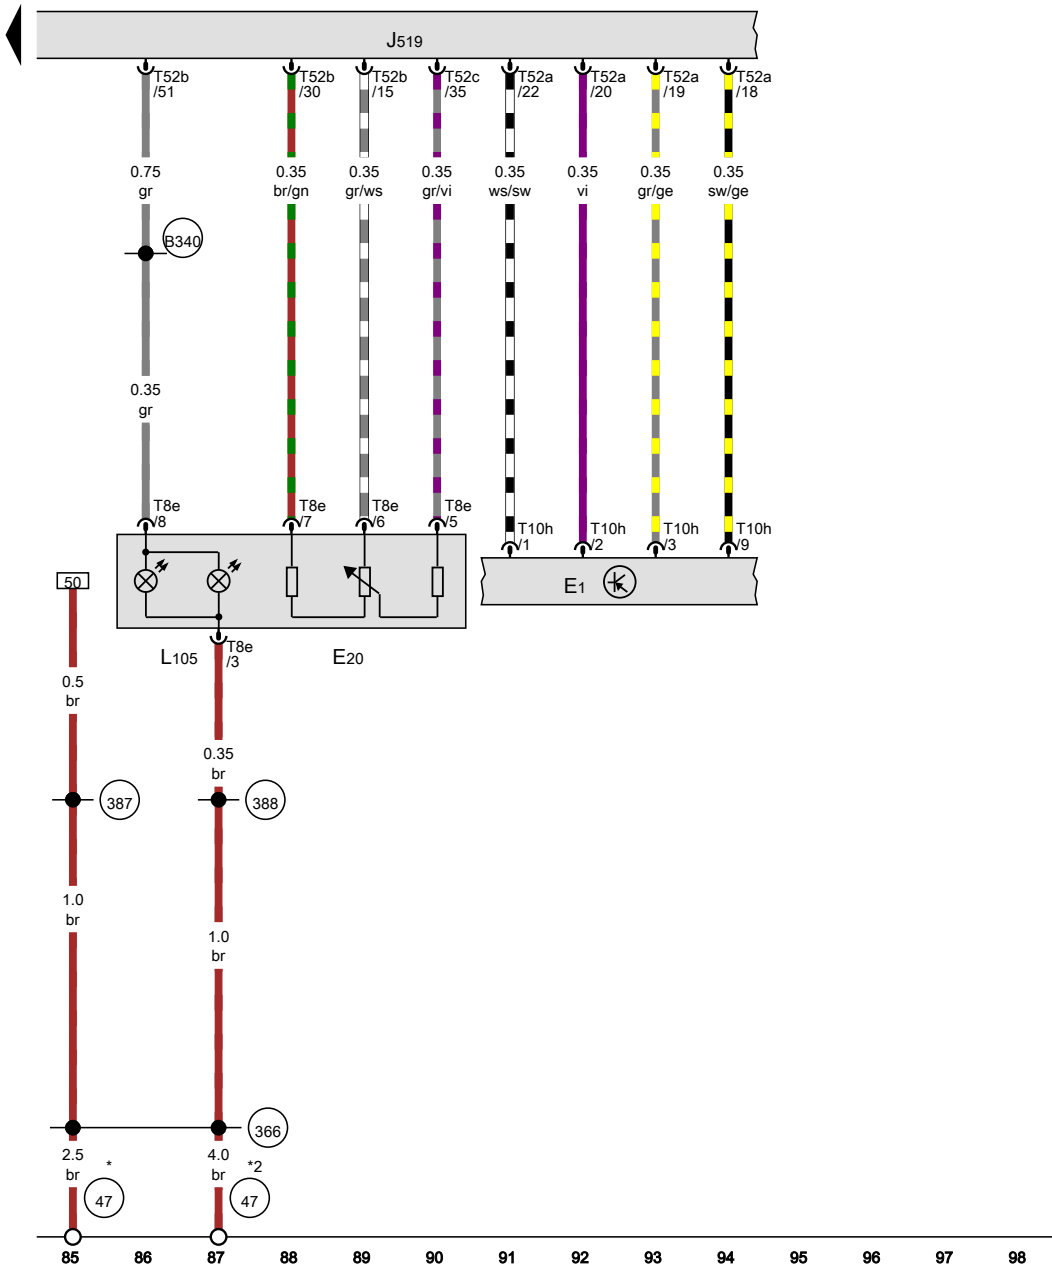 J519
T52b T52b T52b T52c T52a T52a T52a T52a
/51 /30 /15 /35 /22 /20 /19 /18
0.75 0.35 0.35 0.35 0.35 0.35 0.35 0.35
gr br/gn gr/ws gr/vi ws/sw vi gr/ge sw/ge
B340
0.35
gr
T8e T8e T8e T8e
/8 /7 /6 /5
T10h T10h T10h T10h
/1 /2 /3 /9
50
E1
T8e
/3
L105 E20
0.5
br
0.35
br
387 388
1.0
br
1.0
br
366
2.5 * 4.0 *2
br br
47 47
85 86 87 88 89 90 91 92 93 94 95 96 97 98